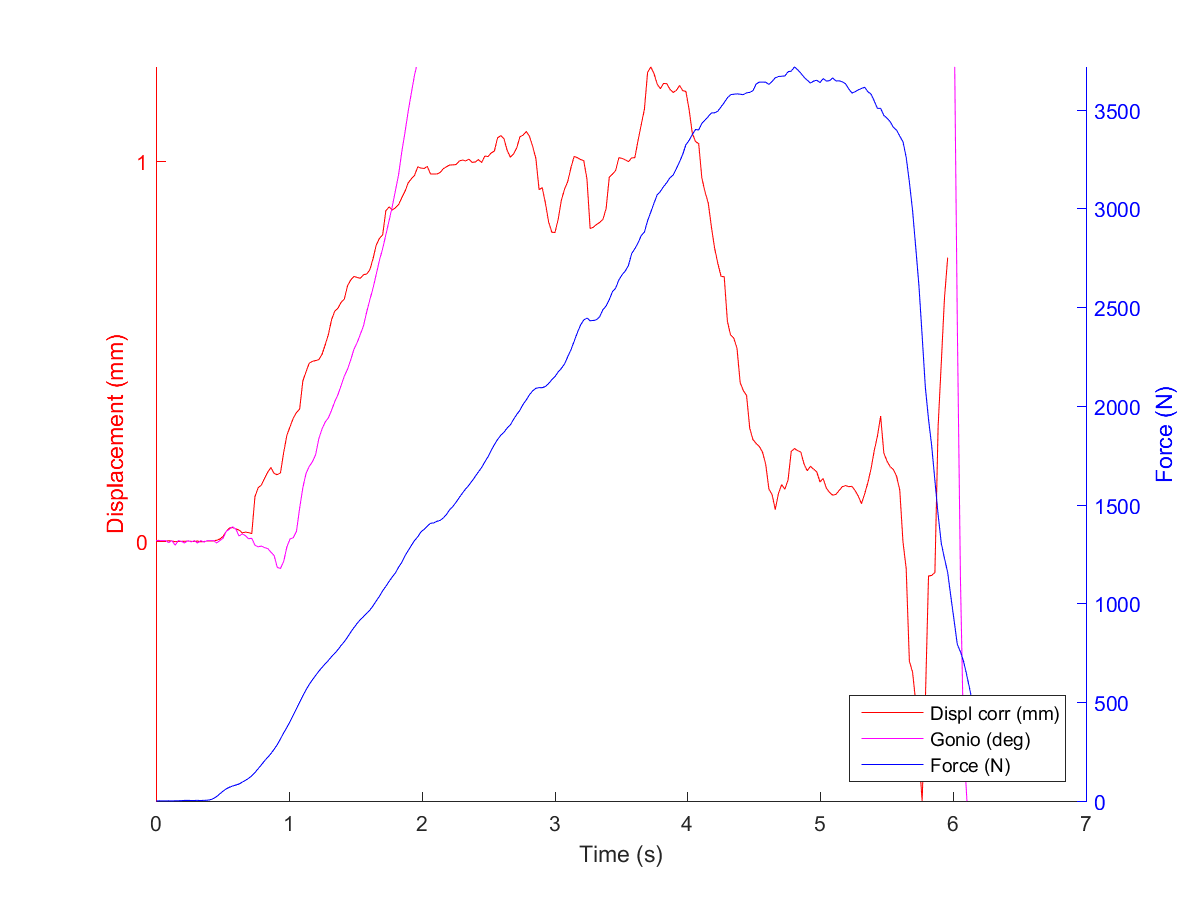 Displacement (mm)
1
0
Force (N)
3500
3000
2500
2000
1500
1000
500
0
Displ corr (mm)
Gonio (deg)
Force (N)
0 1 2 3 4 5 6 7
Time (s)